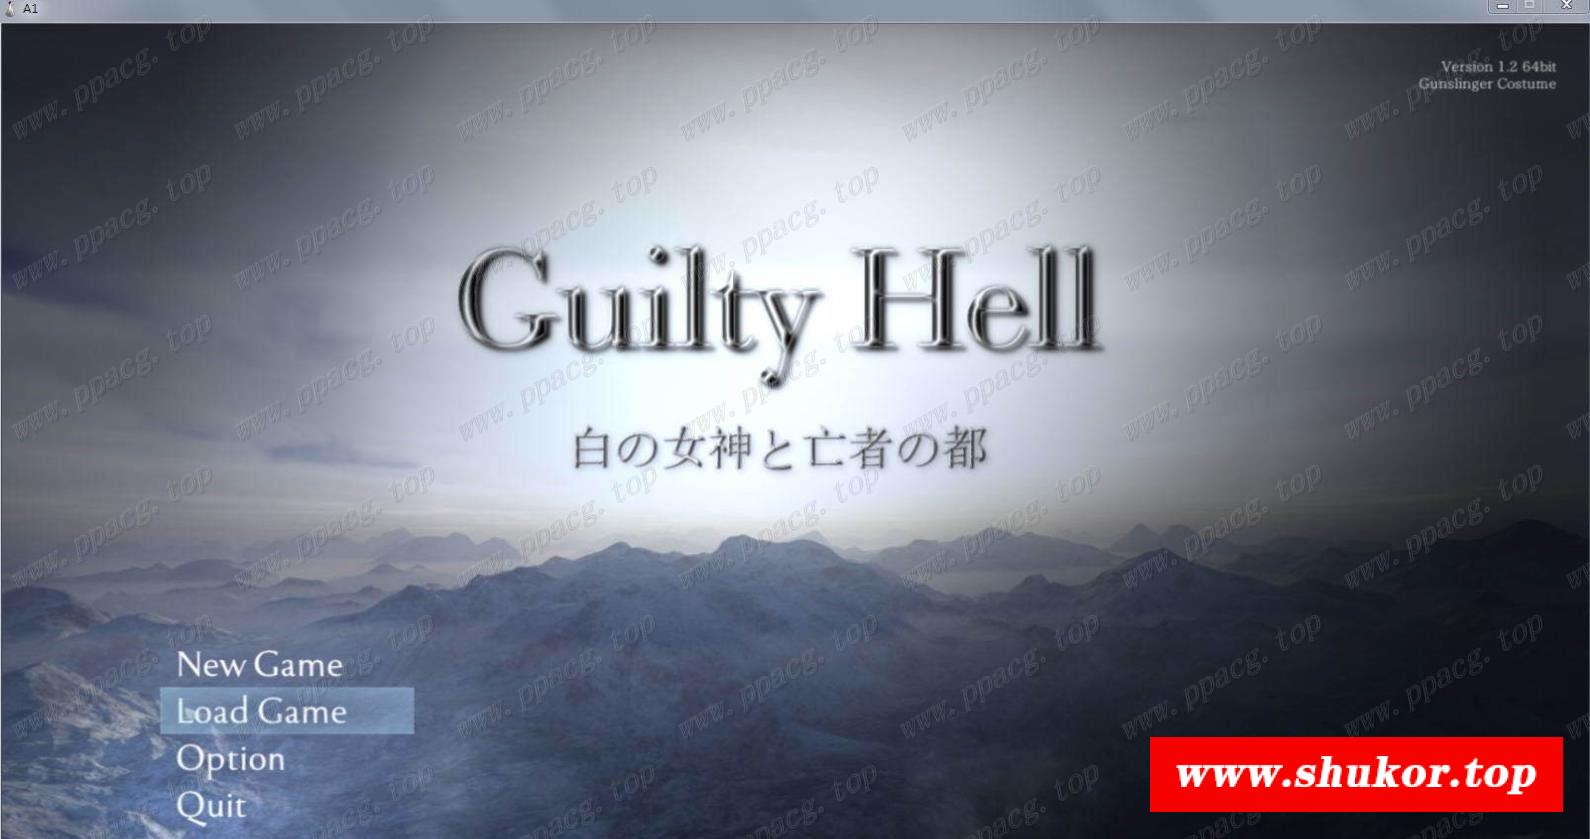 A1
Version 1.2 64bit
Gunslinger Costume
Guilty Hell
白の女神と亡者の都
New Game
Load Game
Option
Quit
www.shukor.top
www.ppacg.top